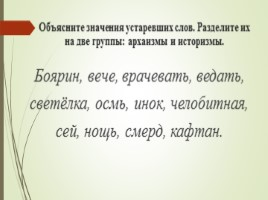 Объясните значения устаревших слов. Разделите их
на две группы: архаизмы и историзмы.
Боярин, вече, врачевать, ведать,
светёлка, осмь, инок, челобитная,
сей, нощь, смерд, кафтан.